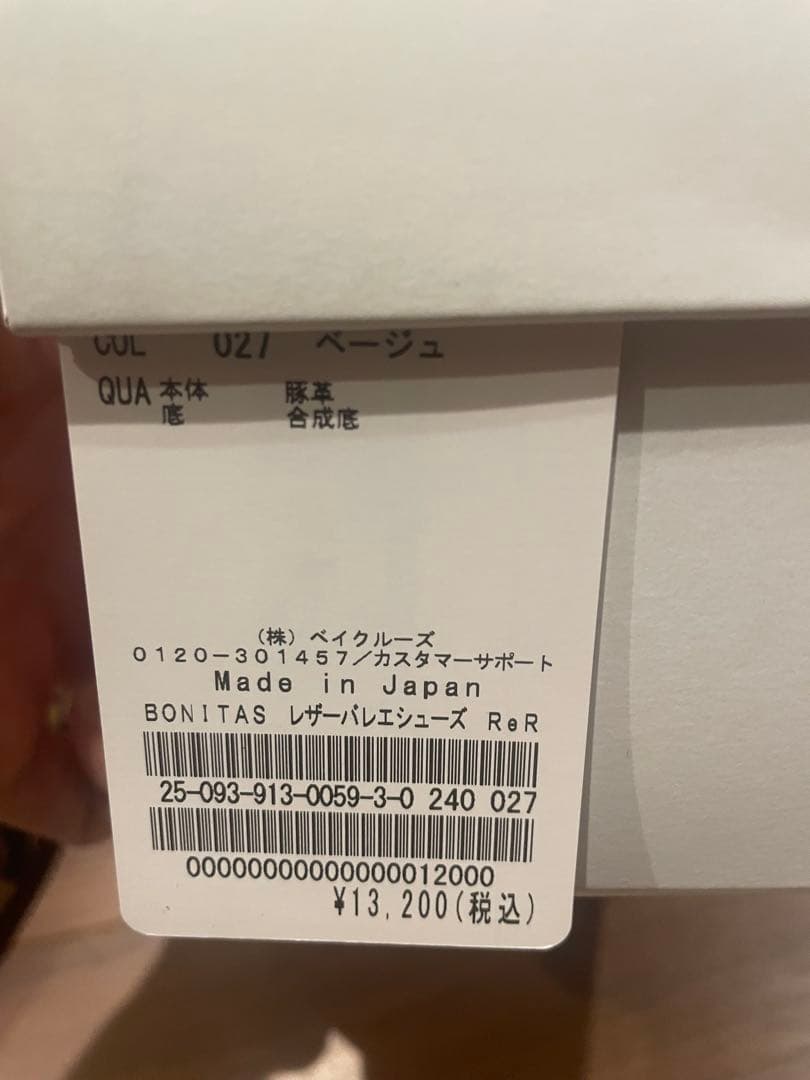 COL 027 ベージュ
QUA 本体 豚革
底 合成底
(株) ベイクルーズ
0120-301457/カスタマーサポート
Made in Japan
BONITAS レザーバレエシューズ ReR
25-093-913-0059-3-0 240 027
00000000000000012000
¥13,200(税込)